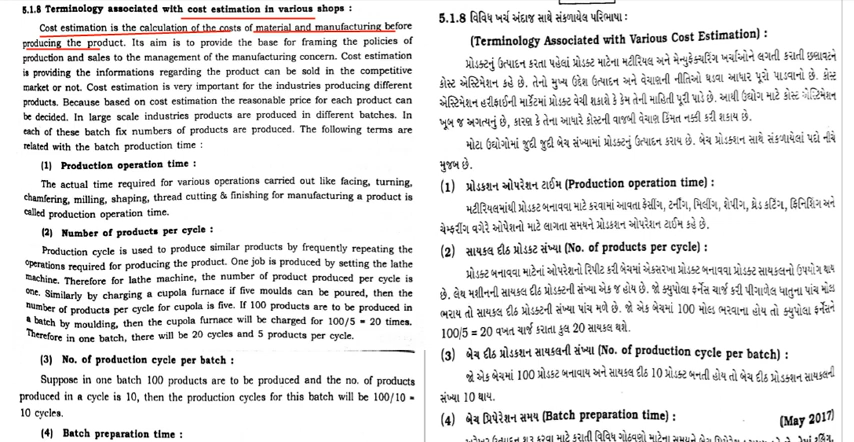 5.1.8 Terminology associated with cost estimation in various shops :
Cost estimation is the calculation of the costs of material and manufacturing before
producing the product. Its aim is to provide the base for framing the policies of
production and sales to the management of the manufacturing concern. Cost estimation
is providing the informations regarding the product can be sold in the competitive
market or not. Cost estimation is very important for the industries producing different
products. Because based on cost estimation the reasonable price for each product can
be decided. In large scale industries products are produced in different batches. In
each of these batch fix numbers of products are produced. The following terms are
related with the batch production time :
(1) Production operation time :
The actual time required for various operations carried out like facing, turning,
chamfering, milling, shaping, thread cutting & finishing for manufacturing a product is
called production operation time.
(2) Number of products per cycle :
Production cycle is used to produce similar products by frequently repeating the
operations required for producing the product. One job is produced by setting the lathe
machine. Therefore for lathe machine, the number of product produced per cycle is
one. Similarly by charging a cupola furnace if five moulds can be poured, then the
number of products per cycle for cupola is five. If 100 products are to be produced in
a batch by moulding, then the cupola furnace will be charged for 100/5 = 20 times.
Therefore in one batch, there will be 20 cycles and 5 products per cycle.
(3) No. of production cycle per batch :
Suppose in one batch 100 products are to be produced and the no. of products
produced in a cycle is 10, then the production cycles for this batch will be 100/10 =
10 cycles.
(4) Batch preparation time :
5.1.8 વિવિધ ખર્ચ અંદાજ સાથે સંકળાયેલ પરિભાષા :
(Terminology Associated with Various Cost Estimation) :
પ્રોડક્ટનું ઉત્પાદન કરતા પહેલાં પ્રોડક્ટ માટેના મટીરિયલ અને મેન્યુફેક્ચરિંગ ખર્ચાઓને લગતી કરાતી છણાવટને
કોસ્ટ એસ્ટિમેશન કહે છે. તેનો મુખ્ય ઉદેશ ઉત્પાદન અને વેચાણની નીતિઓ ઘડવા આધાર પૂરો પાડવાનો છે. કોસ્ટ
એસ્ટિમેશન હરીફાઈની માર્કેટમાં પ્રોડક્ટ વેચી શકાશે કે કેમ તેની માહિતી પૂરી પાડે છે. આથી ઉદ્યોગ માટે કોસ્ટ એસ્ટિમેશન
ખૂબ જ અગત્યનું છે, કારણ કે તેના આધારે કોસ્ટની વાજબી વેચાણ કિંમત નક્કી કરી શકાય છે.
મોટા ઉદ્યોગોમાં જુદી જુદી બેચ સંખ્યામાં પ્રોડક્ટનું ઉત્પાદન કરાય છે. બેચ પ્રોડક્શન સાથે સંકળાયેલાં પદો નીચે
મુજબ છે.
(1) પ્રોડક્શન ઓપરેશન ટાઈમ (Production operation time) :
મટીરિયલમાંથી પ્રોડક્ટ બનાવવા માટે કરવામાં આવતા ફેસીંગ, ટર્નીંગ, મિલીંગ, શેપીંગ, થ્રેડ કટિંગ, ફિનિશિંગ અને
ચેમ્ફરીંગ વગેરે ઓપેશનો માટે લાગતા સમયને પ્રોડક્શન ઓપરેશન ટાઈમ કહે છે.
(2) સાયકલ દીઠ પ્રોડક્ટ સંખ્યા (No. of products per cycle) :
પ્રોડક્ટ બનાવવા માટેનાં ઓપરેશનો રિપીટ કરી બેચમાં એકસરખા પ્રોડક્ટ બનાવવા પ્રોડક્ટ સાયકલનો ઉપયોગ થાય
છે. લેથ મશીનની સાયકલ દીઠ પ્રોડક્ટની સંખ્યા એક જ હોય છે. જો ક્યુપોલા ફર્નેસ ચાર્જ કરી પીગાળેલ ધાતુના પાંચ મોલ્ડ
ભરાય તો સાયકલ દીઠ પ્રોડક્ટની સંખ્યા પાંચ મળે છે. જો એક બેચમાં 100 મોલ્ડ ભરવાના હોય તો ક્યુપોલા ફર્નેસને
100/5 = 20 વખત ચાર્જ કરાતા કુલ 20 સાયકલ થશે.
(3) બેચ દીઠ પ્રોડકશન સાયકલની સંખ્યા (No. of production cycle per batch) :
જો એક બેચમાં 100 પ્રોડક્ટ બનાવાય અને સાયકલ દીઠ 10 પ્રોડક્ટ બનતી હોય તો બેચ દીઠ પ્રોડક્શન સાયકલની
સંખ્યા 10 થાય.
(4) બેચ પ્રિપેરેશન સમય (Batch preparation time) : (May 2017)